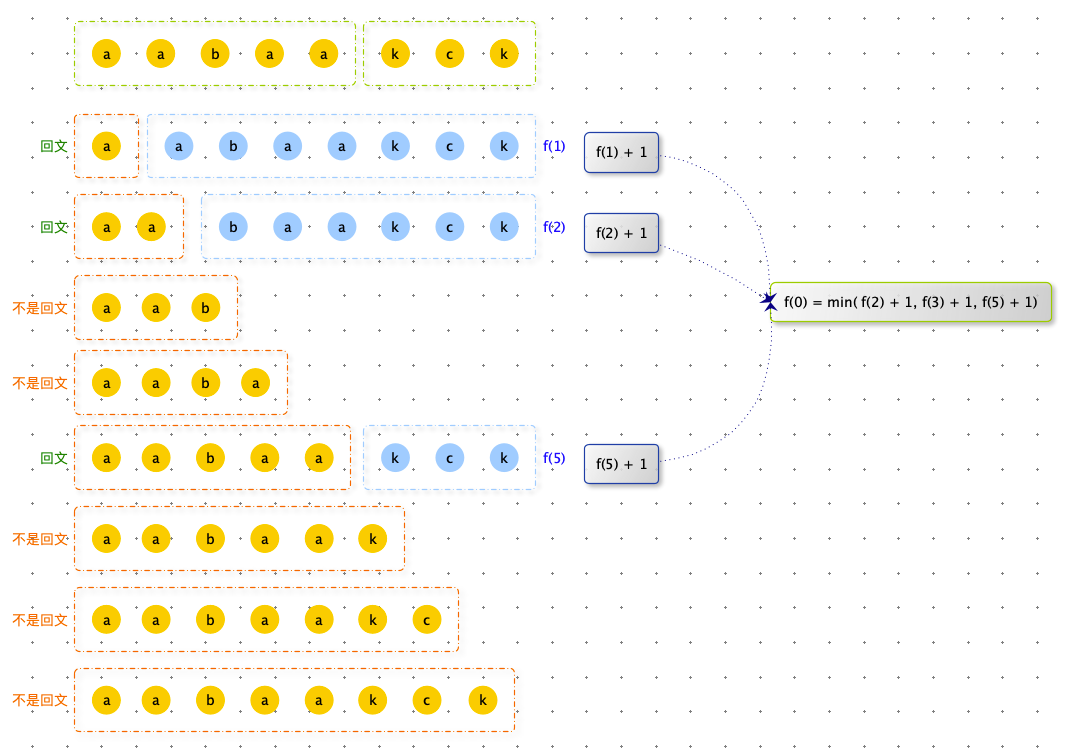 a a b a a k c k
回文 a a b a a k c k f(1) f(1) + 1
回文 a a b a a k c k f(2) f(2) + 1
不是回文 a a b
f(0) = min( f(2) + 1, f(3) + 1, f(5) + 1)
不是回文 a a b a
回文 a a b a a k c k f(5) f(5) + 1
不是回文 a a b a a k
不是回文 a a b a a k c
不是回文 a a b a a k c k